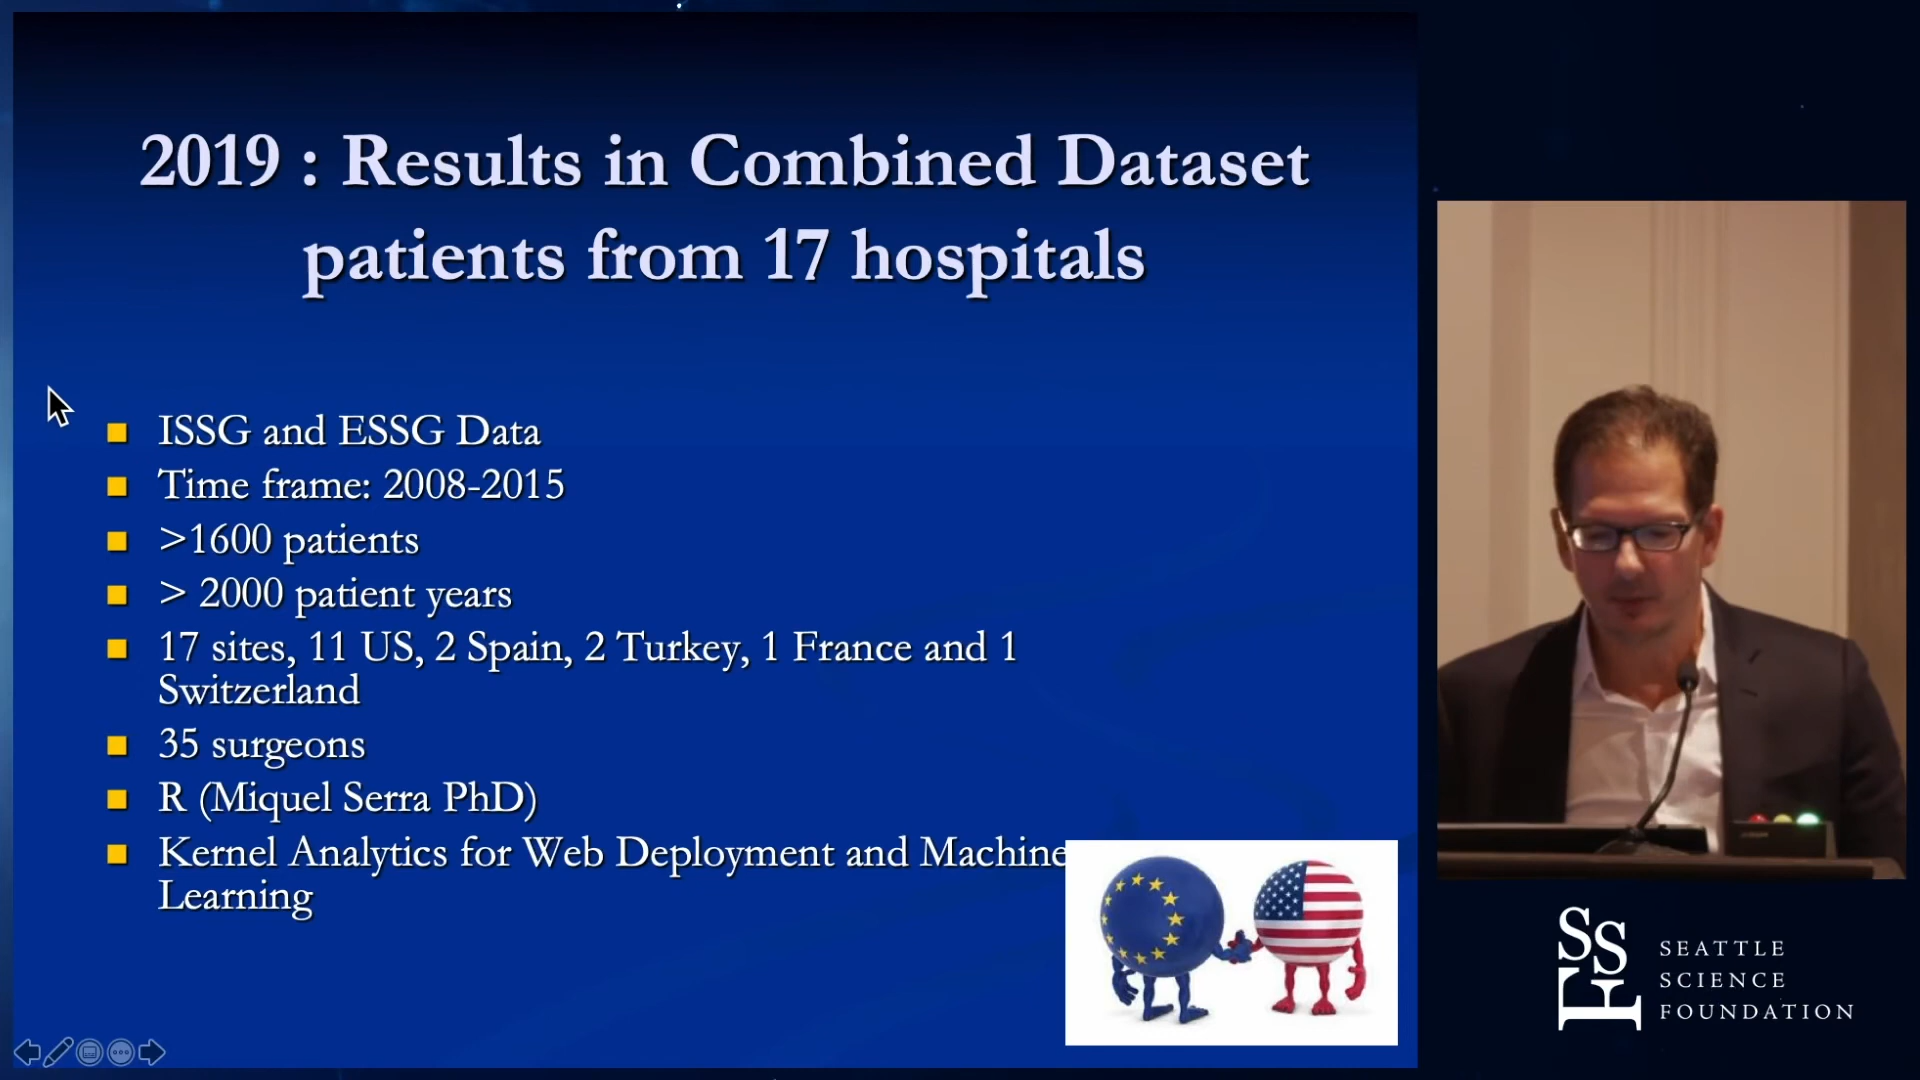 2019 : Results in Combined Dataset
patients from 17 hospitals
ISSG and ESSG Data
Time frame: 2008-2015
>1600 patients
> 2000 patient years
17 sites, 11 US, 2 Spain, 2 Turkey, 1 France and 1
Switzerland
35 surgeons
R (Miquel Serra PhD)
Kernel Analytics for Web Deployment and Machine
Learning
SSF
SEATTLE
SCIENCE
FOUNDATION